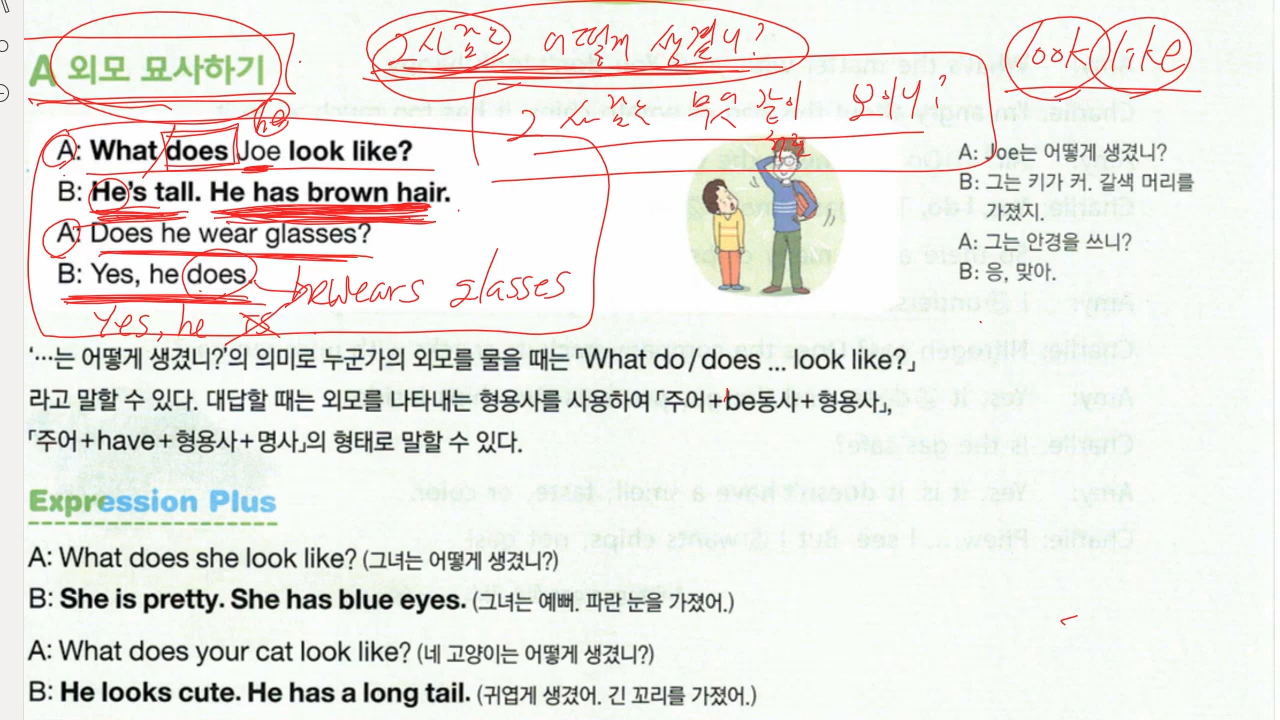 그 사람은 어떻게 생겼니?
look like
그 사람은 무엇 같이 보이니?
A 외모 묘사하기
he
A: What does Joe look like?
B: He's tall. He has brown hair.
A: Does he wear glasses?
B: Yes, he does.
wears glasses
Yes, he is
A: Joe는 어떻게 생겼니?
B: 그는 키가 커. 갈색 머리를
가졌지.
A: 그는 안경을 쓰니?
B: 응, 맞아.
'…는 어떻게 생겼니?'의 의미로 누군가의 외모를 물을 때는 「What do/does ... look like?」
라고 말할 수 있다. 대답할 때는 외모를 나타내는 형용사를 사용하여 「주어+be동사+형용사」,
「주어+have+형용사+명사」의 형태로 말할 수 있다.
Expression Plus
A: What does she look like? (그녀는 어떻게 생겼니?)
B: She is pretty. She has blue eyes. (그녀는 예뻐. 파란 눈을 가졌어.)
A: What does your cat look like? (네 고양이는 어떻게 생겼니?)
B: He looks cute. He has a long tail. (귀엽게 생겼어. 긴 꼬리를 가졌어.)